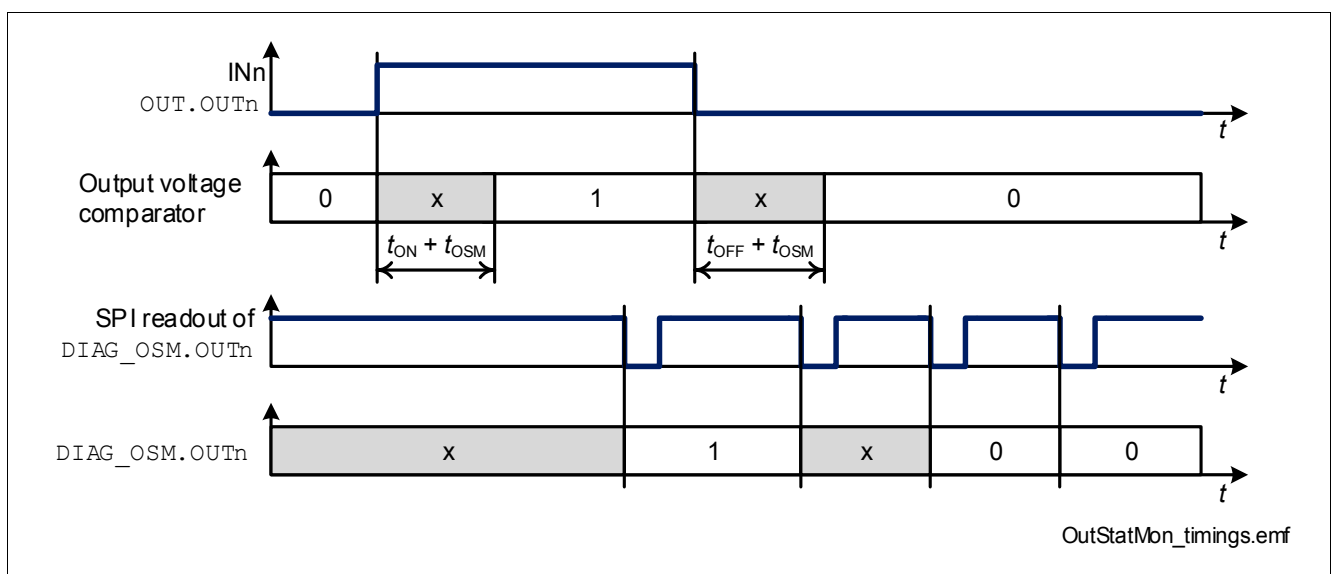 INn
OUT.OUTn
t
Output voltage
comparator
0 x 1 x 0
t
tON + tOSM tOFF + tOSM
SPI readout of
DIAG_OSM.OUTn
t
DIAG_OSM.OUTn x 1 x 0 0
t
OutStatMon_timings.emf